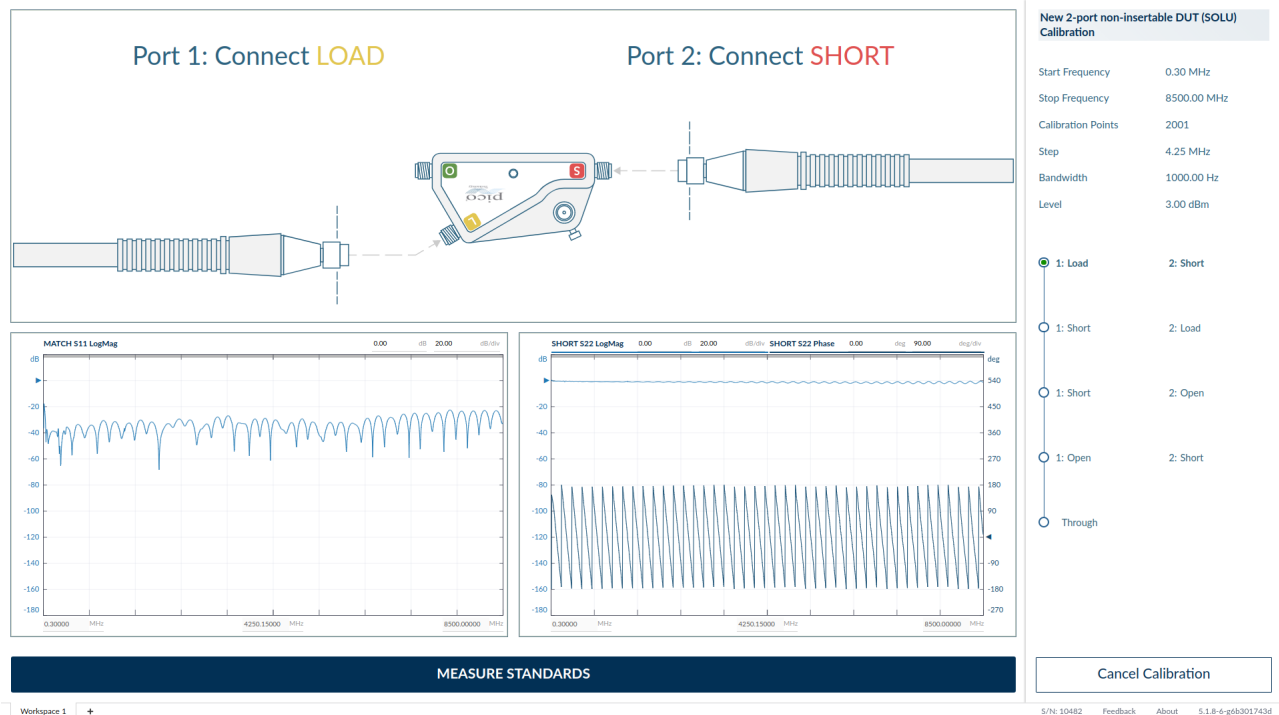 Port 1: Connect LOAD
Port 2: Connect SHORT
O
S
pico
Technology
L
MATCH S11 LogMag 0.00 dB 20.00 dB/div
dB
-20
-40
-60
-80
-100
-120
-140
-160
-180
0.30000 MHz 4250.15000 MHz 8500.00000 MHz
SHORT S22 LogMag 0.00 dB 20.00 dB/div SHORT S22 Phase 0.00 deg 90.00 deg/div
dB deg
540
-20 450
-40 360
-60 270
-80 180
-100 90
-120
-140 -90
-160 -180
-180 -270
0.30000 MHz 4250.15000 MHz 8500.00000 MHz
MEASURE STANDARDS
New 2-port non-insertable DUT (SOLU)
Calibration
Start Frequency 0.30 MHz
Stop Frequency 8500.00 MHz
Calibration Points 2001
Step 4.25 MHz
Bandwidth 1000.00 Hz
Level 3.00 dBm
1: Load 2: Short
1: Short 2: Load
1: Short 2: Open
1: Open 2: Short
Through
Cancel Calibration
Workspace 1 +
S/N: 10482 Feedback About 5.1.8-6-g6b301743d